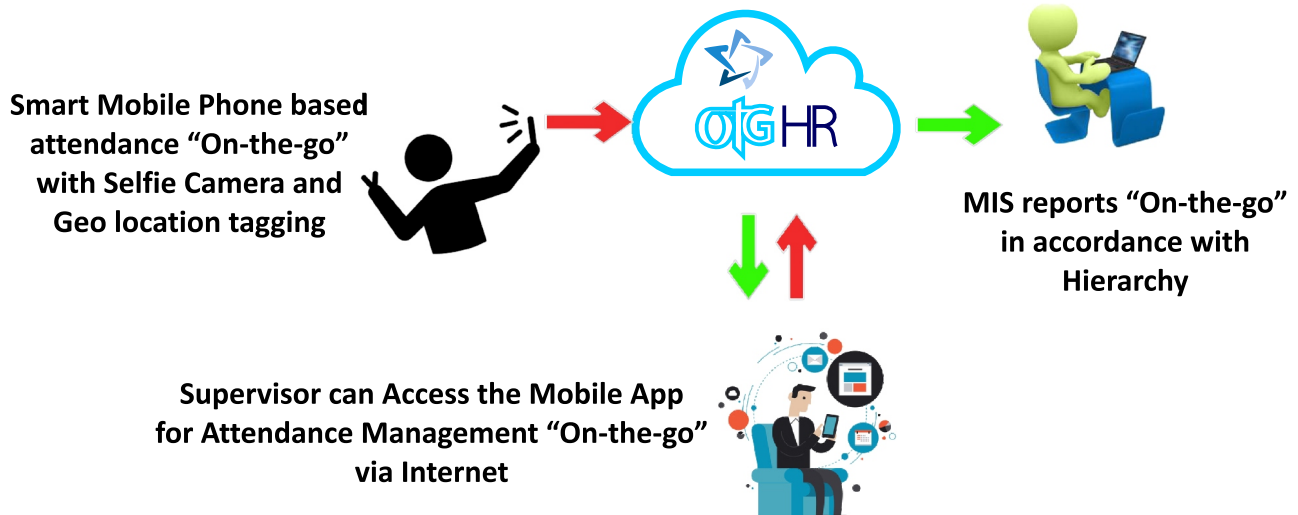 Smart Mobile Phone based
attendance “On-the-go”
with Selfie Camera and
Geo location tagging
OTG HR
MIS reports “On-the-go”
in accordance with
Hierarchy
Supervisor can Access the Mobile App
for Attendance Management “On-the-go”
via Internet